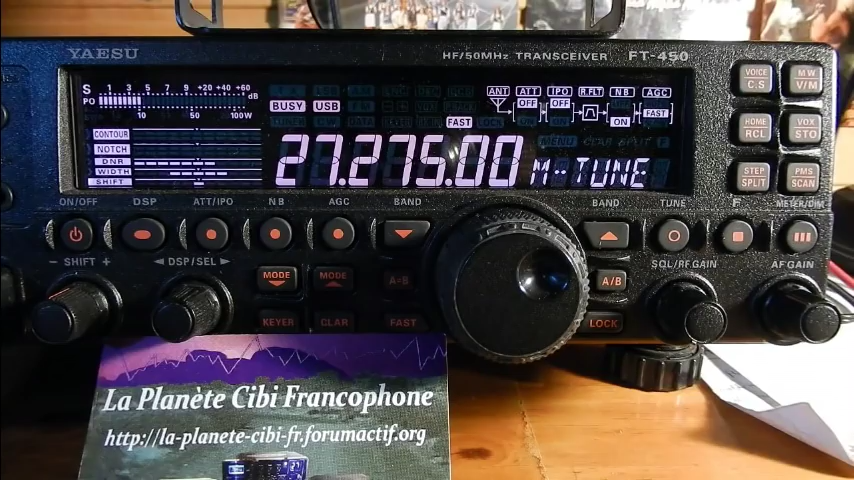 YAESU
HF/50MHz TRANSCEIVER FT-450
S 1 3 5 7 9 +20 +40 +60 dB
PO 10 50 100W
BUSY USB
FAST
ANT ATT IPO R.FLT NB AGC
OFF OFF OFF FAST
ON ON ON
CONTOUR
NOTCH
DNR
WIDTH
SHIFT
27.275.00 M-TUNE
MENU
VOICE C.S
M W V/M
HOME RCL
VOX STO
STEP SPLIT
PMS SCAN
ON/OFF DSP ATT/IPO NB AGC BAND BAND TUNE F METER/DIM
− SHIFT + ◄ DSP/SEL ► SQL/RF GAIN AF GAIN
MODE MODE A=B A/B
KEYER CLAR FAST LOCK
La Planète Cibi Francophone
http://la-planete-cibi-fr.forumactif.org